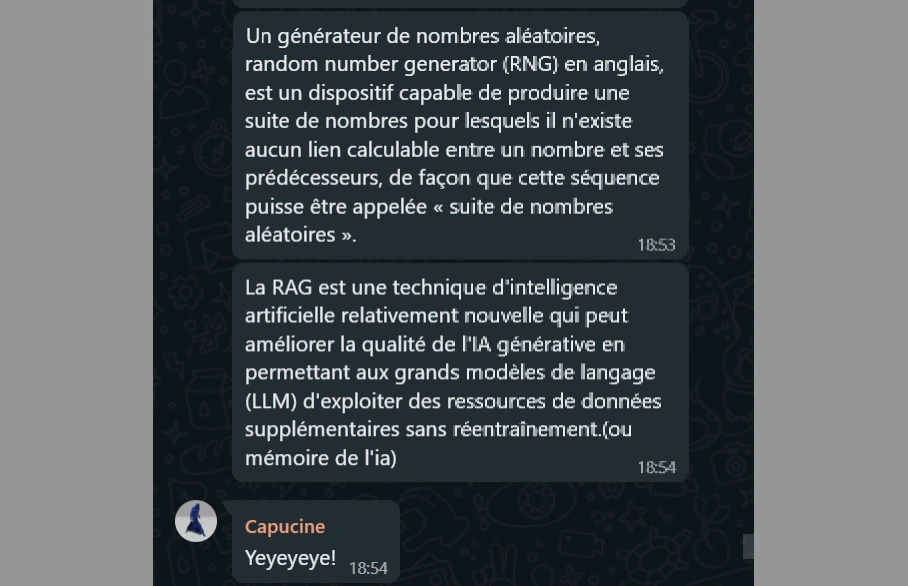 Un générateur de nombres aléatoires,
random number generator (RNG) en anglais,
est un dispositif capable de produire une
suite de nombres pour lesquels il n'existe
aucun lien calculable entre un nombre et ses
prédécesseurs, de façon que cette séquence
puisse être appelée « suite de nombres
aléatoires ».
18:53
La RAG est une technique d'intelligence
artificielle relativement nouvelle qui peut
améliorer la qualité de l'IA générative en
permettant aux grands modèles de langage
(LLM) d'exploiter des ressources de données
supplémentaires sans réentraînement.(ou
mémoire de l'ia)
18:54
Capucine
Yeyeyeye!
18:54